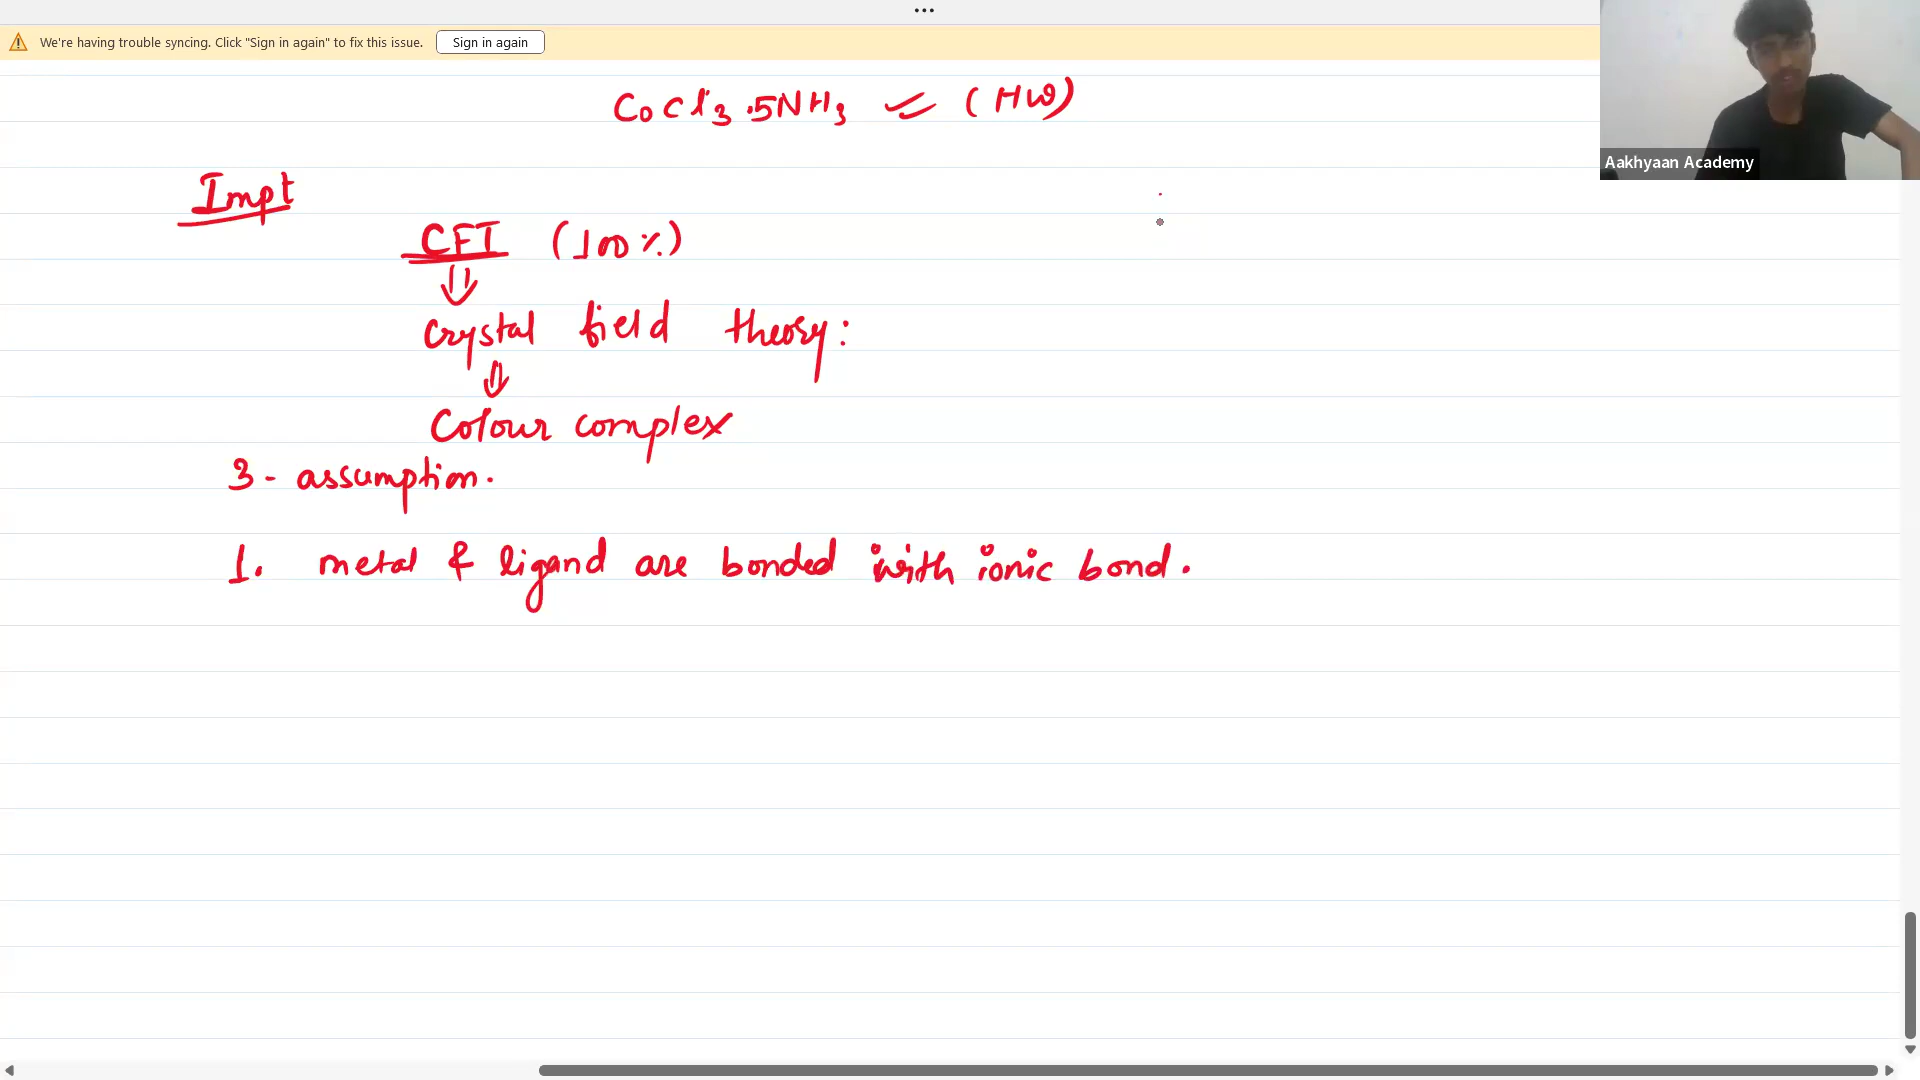 ...
We're having trouble syncing. Click "Sign in again" to fix this issue. Sign in again
CoCl3.5NH3 (HW)
Aakhyaan Academy
Impt
CFT (100%)
Crystal field theory:
Colour complex
3- assumption.
1. metal & ligand are bonded with ionic bond.